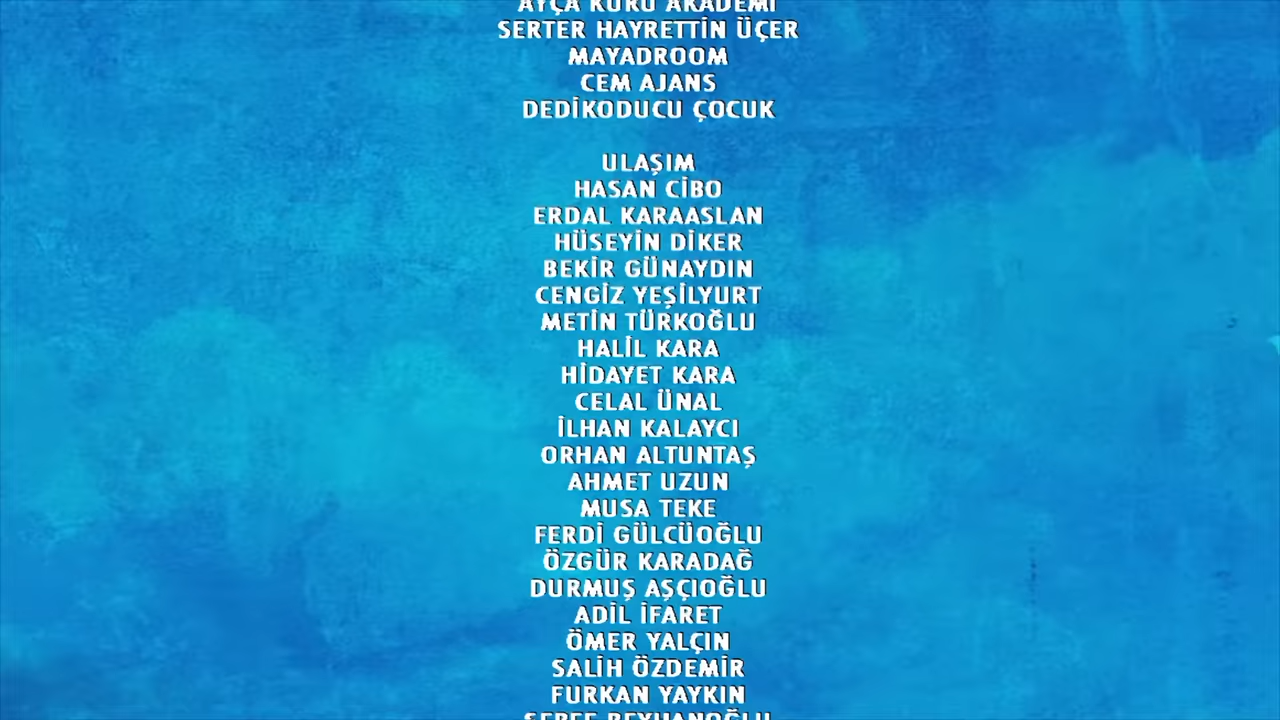 AYÇA KURU AKADEMİ
SERTER HAYRETTİN ÜÇER
MAYADROOM
CEM AJANS
DEDİKODUCU ÇOCUK
ULAŞIM
HASAN CİBO
ERDAL KARAASLAN
HÜSEYİN DİKER
BEKİR GÜNAYDIN
CENGİZ YEŞİLYURT
METİN TÜRKOĞLU
HALİL KARA
HİDAYET KARA
CELAL ÜNAL
İLHAN KALAYCI
ORHAN ALTUNTAŞ
AHMET UZUN
MUSA TEKE
FERDİ GÜLCÜOĞLU
ÖZGÜR KARADAĞ
DURMUŞ AŞÇIOĞLU
ADİL İFARET
ÖMER YALÇIN
SALİH ÖZDEMİR
FURKAN YAYKIN